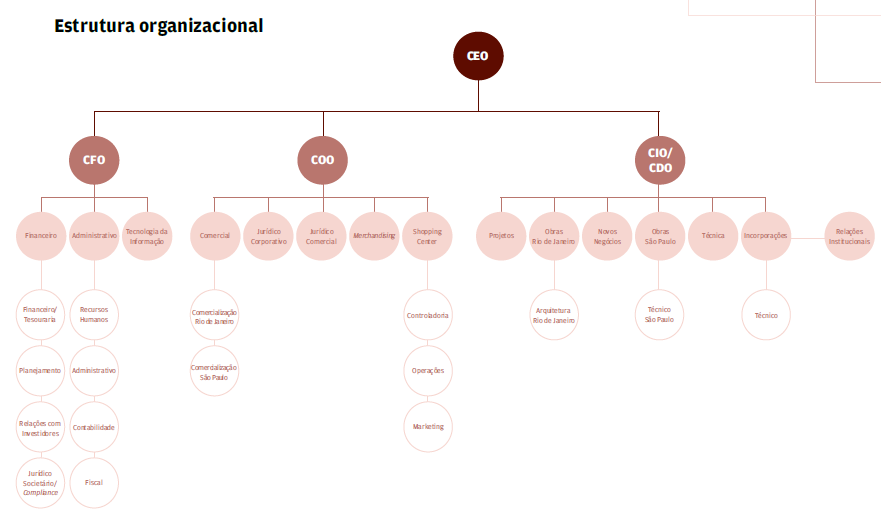 Estrutura organizacional
CEO
CFO
COO
CIO/
CDO
Financeiro
Administrativo
Tecnologia da
Informação
Comercial
Jurídico
Corporativo
Jurídico
Comercial
Merchandising
Shopping
Center
Projetos
Obras
Rio de Janeiro
Novos
Negócios
Obras
São Paulo
Técnica
Incorporações
Relações
Institucionais
Financeiro/
Tesouraria
Recursos
Humanos
Comercialização
Rio de Janeiro
Controladoria
Arquitetura
Rio de Janeiro
Técnico
São Paulo
Técnico
Planejamento
Administrativo
Comercialização
São Paulo
Operações
Relações com
Investidores
Contabilidade
Marketing
Jurídico
Societário/
Compliance
Fiscal